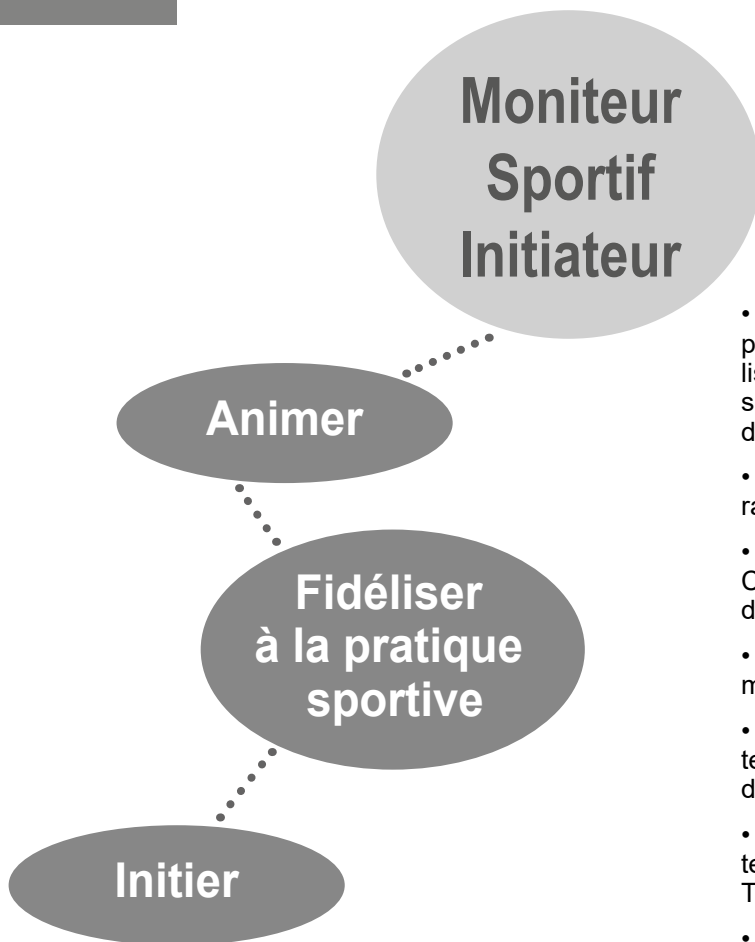 Moniteur
Sportif
Initiateur
Animer
Fidéliser
à la pratique
sportive
Initier